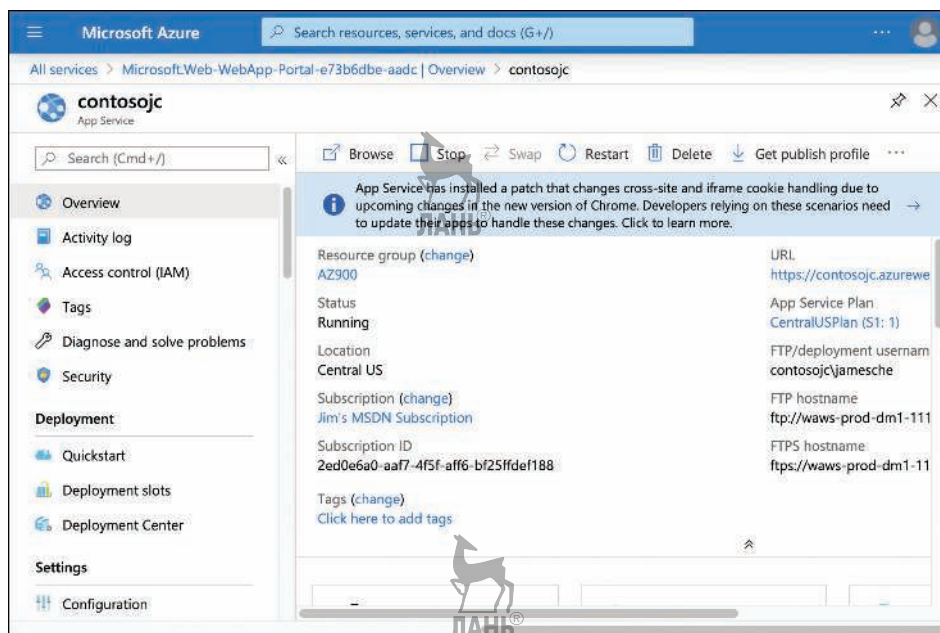 Microsoft Azure
Search resources, services, and docs (G+/)
All services > Microsoft.Web-WebApp-Portal-e73b6dbe-aadc | Overview > contosojc
contosojc
App Service
Search (Cmd+/)
Overview
Activity log
Access control (IAM)
Tags
Diagnose and solve problems
Security
Deployment
Quickstart
Deployment slots
Deployment Center
Settings
Configuration
Browse Stop Swap Restart Delete Get publish profile
App Service has installed a patch that changes cross-site and iframe cookie handling due to
upcoming changes in the new version of Chrome. Developers relying on these scenarios need
to update their apps to handle these changes. Click to learn more.
ЛАНЬ®
Resource group (change)
AZ900
Status
Running
Location
Central US
Subscription (change)
Jim's MSDN Subscription
Subscription ID
2ed0e6a0-aaf7-4f5f-aff6-bf25ffdef188
Tags (change)
Click here to add tags
URL
https://contosojc.azurewe
App Service Plan
CentralUSPlan (S1: 1)
FTP/deployment usernam
contosojc\jamesche
FTP hostname
ftp://waws-prod-dm1-111
FTPS hostname
ftps://waws-prod-dm1-11
ЛАНЬ®